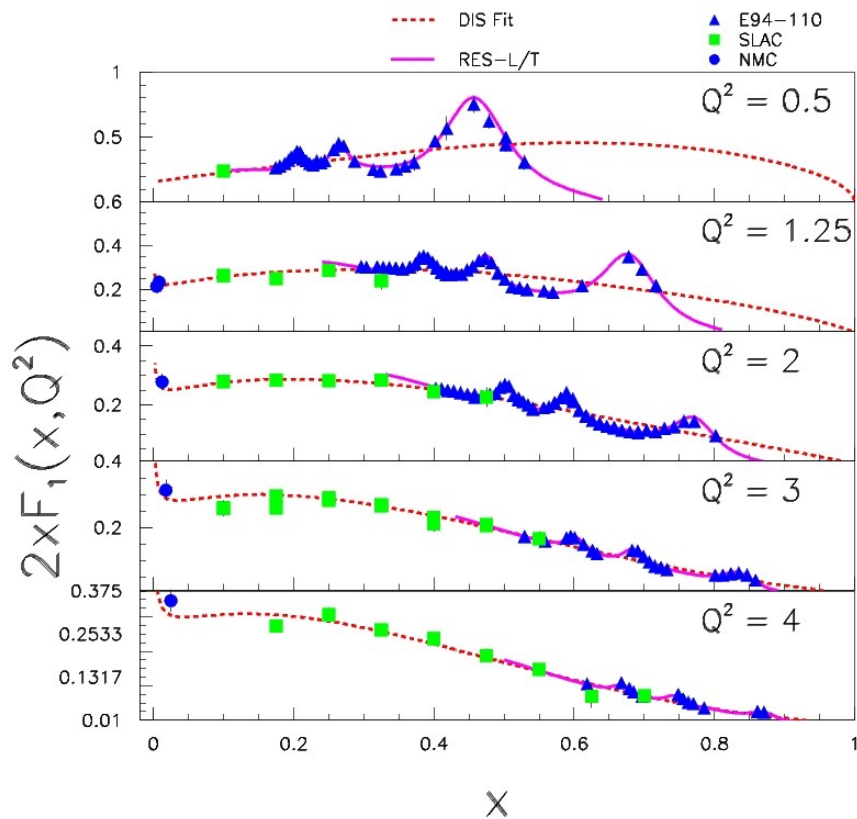 DIS Fit
RES-L/T
E94-110
SLAC
NMC
1
Q² = 0.5
0.5
0.6
Q² = 1.25
0.4
0.2
0.4
Q² = 2
0.2
0.4
Q² = 3
0.2
0.375
Q² = 4
0.2533
0.1317
0.01
0 0.2 0.4 0.6 0.8 1
2xF₁(x,Q²)
x